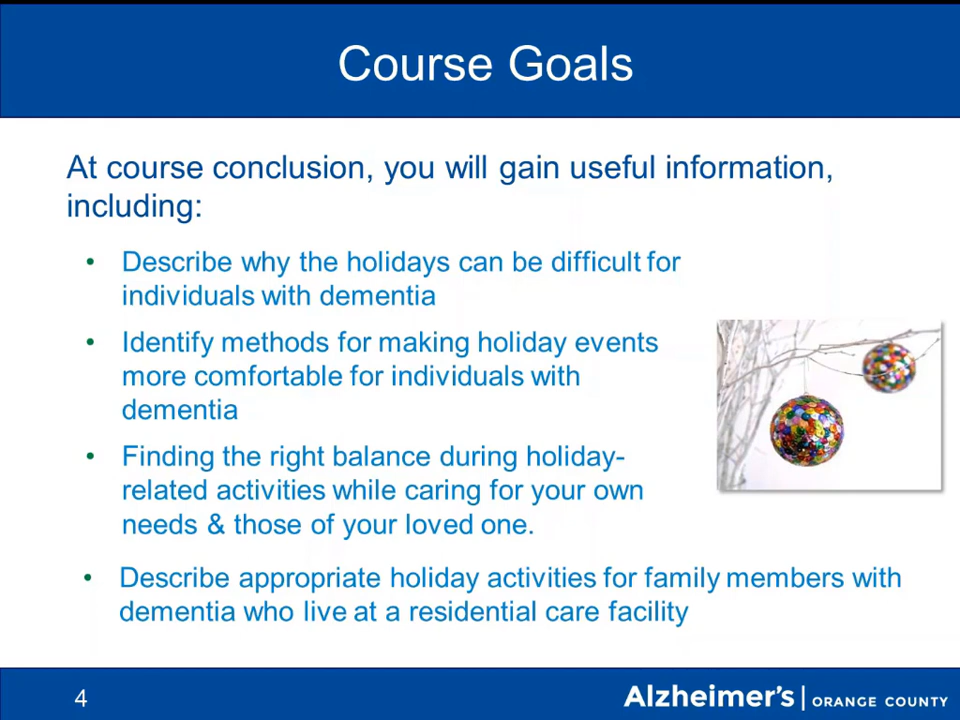 Course Goals
At course conclusion, you will gain useful information,
including:
• Describe why the holidays can be difficult for
individuals with dementia
• Identify methods for making holiday events
more comfortable for individuals with
dementia
• Finding the right balance during holiday-
related activities while caring for your own
needs & those of your loved one.
• Describe appropriate holiday activities for family members with
dementia who live at a residential care facility
4
Alzheimer's | ORANGE COUNTY